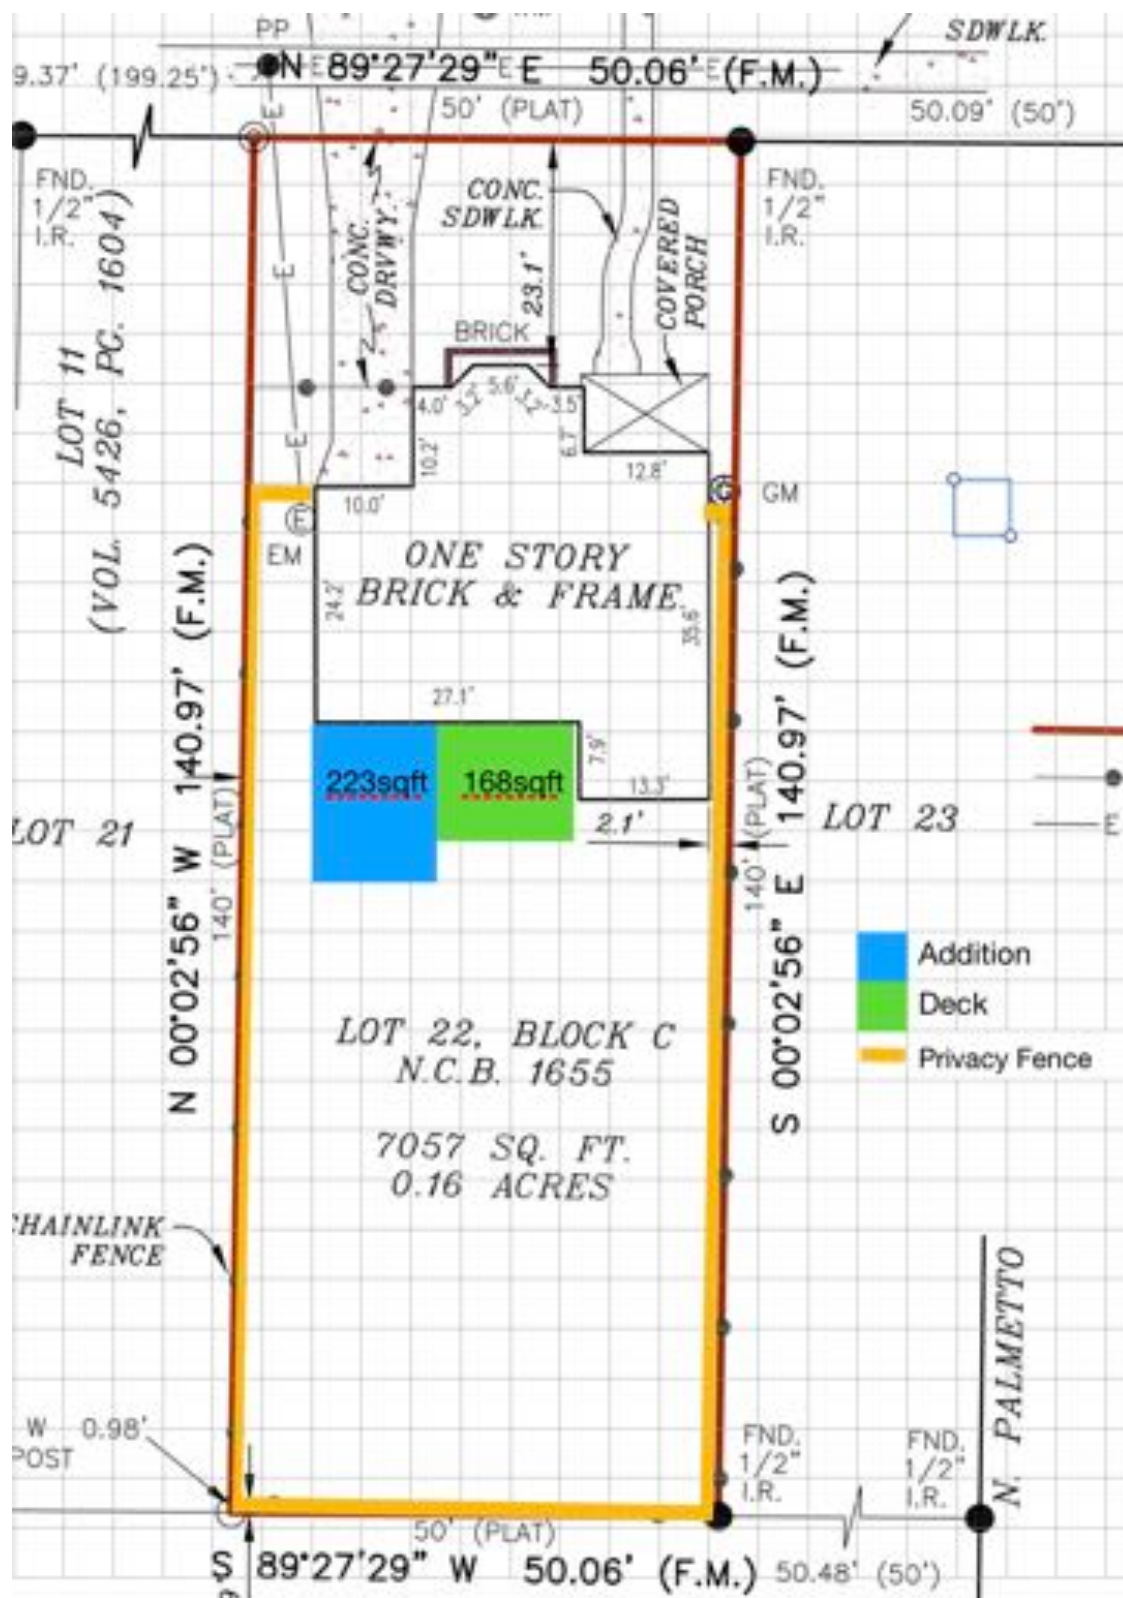 SDWLK.
PP
N 89°27'29" E 50.06' (F.M.)
E E E E
9.37' (199.25')
50' (PLAT)
50.09' (50')
E
FND.
1/2"
I.R.
CONC.
SDWLK.
FND.
1/2"
I.R.
CONC.
DRVWY.
23.1'
COVERED
PORCH
E
BRICK
LOT 11
(VOL. 5426, PG. 1604)
4.0'
3.2'
5.6'
3.2'
3.5'
E
10.2'
6.7'
12.8'
10.0'
G
GM
E
EM
ONE STORY
BRICK & FRAME
24.2'
35.6'
27.1'
N 00°02'56" W 140.97' (F.M.)
140' (PLAT)
223sqft
168sqft
7.9'
13.3'
2.1'
S 00°02'56" E 140.97' (F.M.)
140' (PLAT)
LOT 21
LOT 23
E
Addition
Deck
Privacy Fence
LOT 22, BLOCK C
N.C.B. 1655
7057 SQ. FT.
0.16 ACRES
CHAINLINK
FENCE
N. PALMETTO
W 0.98'
POST
FND.
1/2"
I.R.
FND.
1/2"
I.R.
50' (PLAT)
S 89°27'29" W 50.06' (F.M.)
50.48' (50')